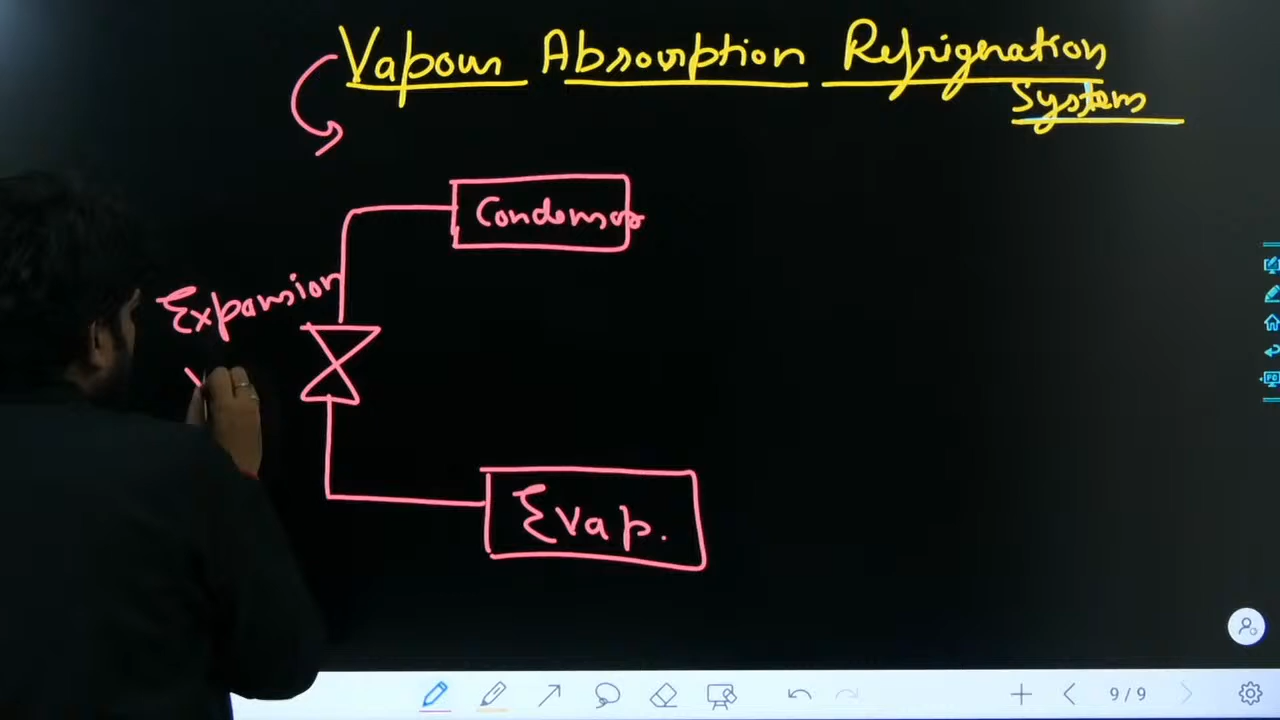 Vapour Absorption Refrigeration
System
Condenser
Expansion
V
Evap.
9/9